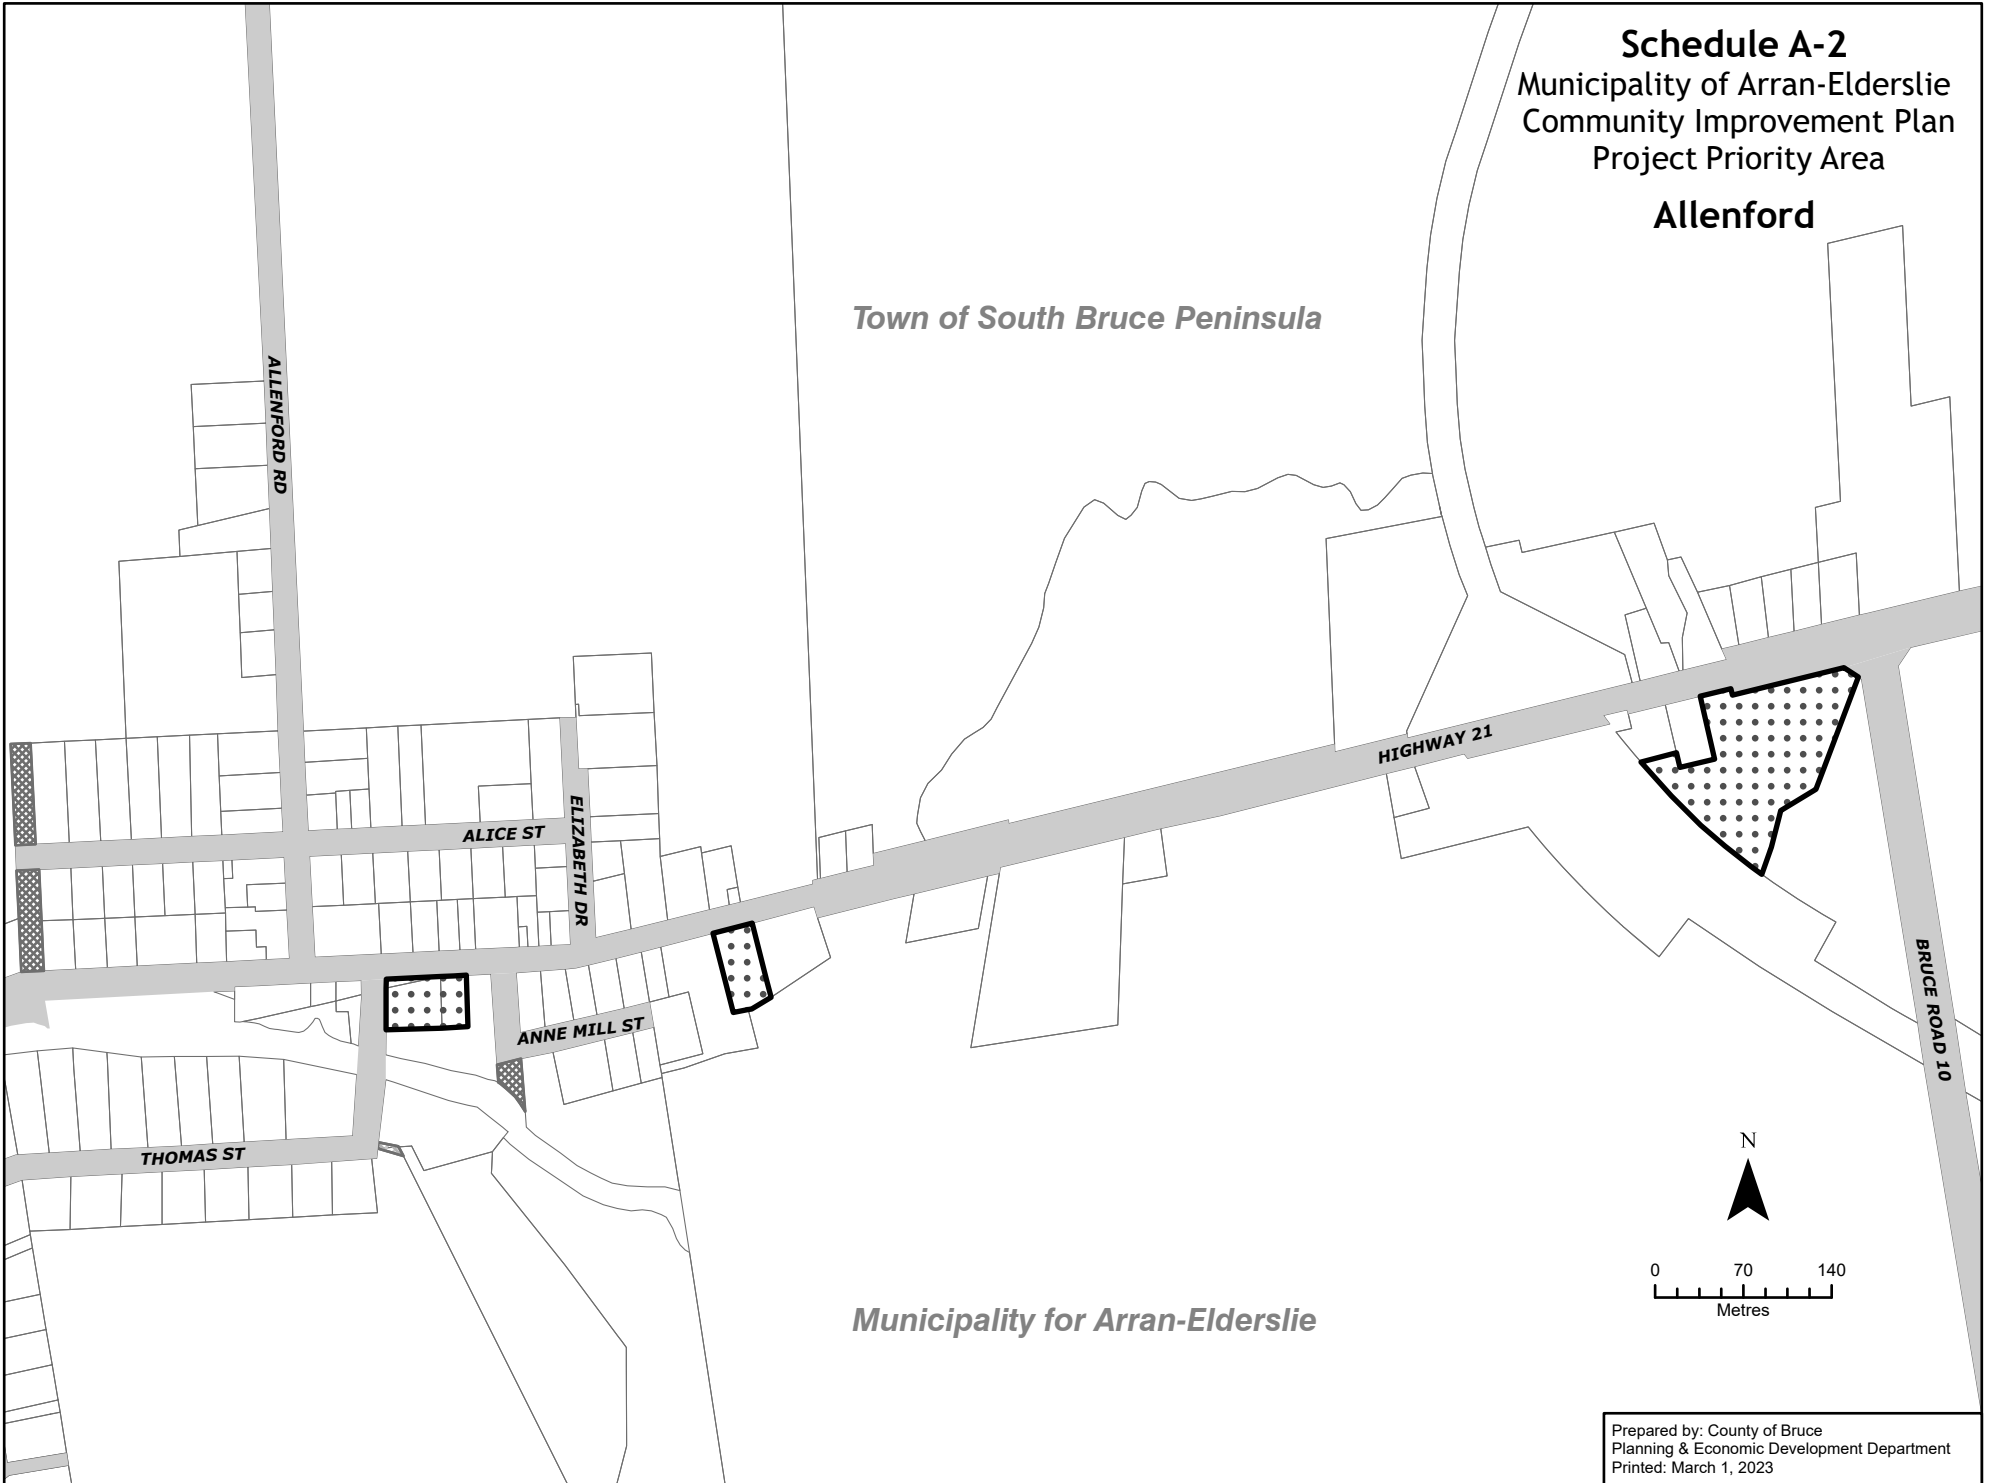 Schedule A-2
Municipality of Arran-Elderslie
Community Improvement Plan
Project Priority Area
Allenford
Town of South Bruce Peninsula
ALLENFORD RD
HIGHWAY 21
ALICE ST
ELIZABETH DR
BRUCE ROAD 10
ANNE MILL ST
THOMAS ST
N
0 70 140
Metres
Municipality for Arran-Elderslie
Prepared by: County of Bruce
Planning & Economic Development Department
Printed: March 1, 2023